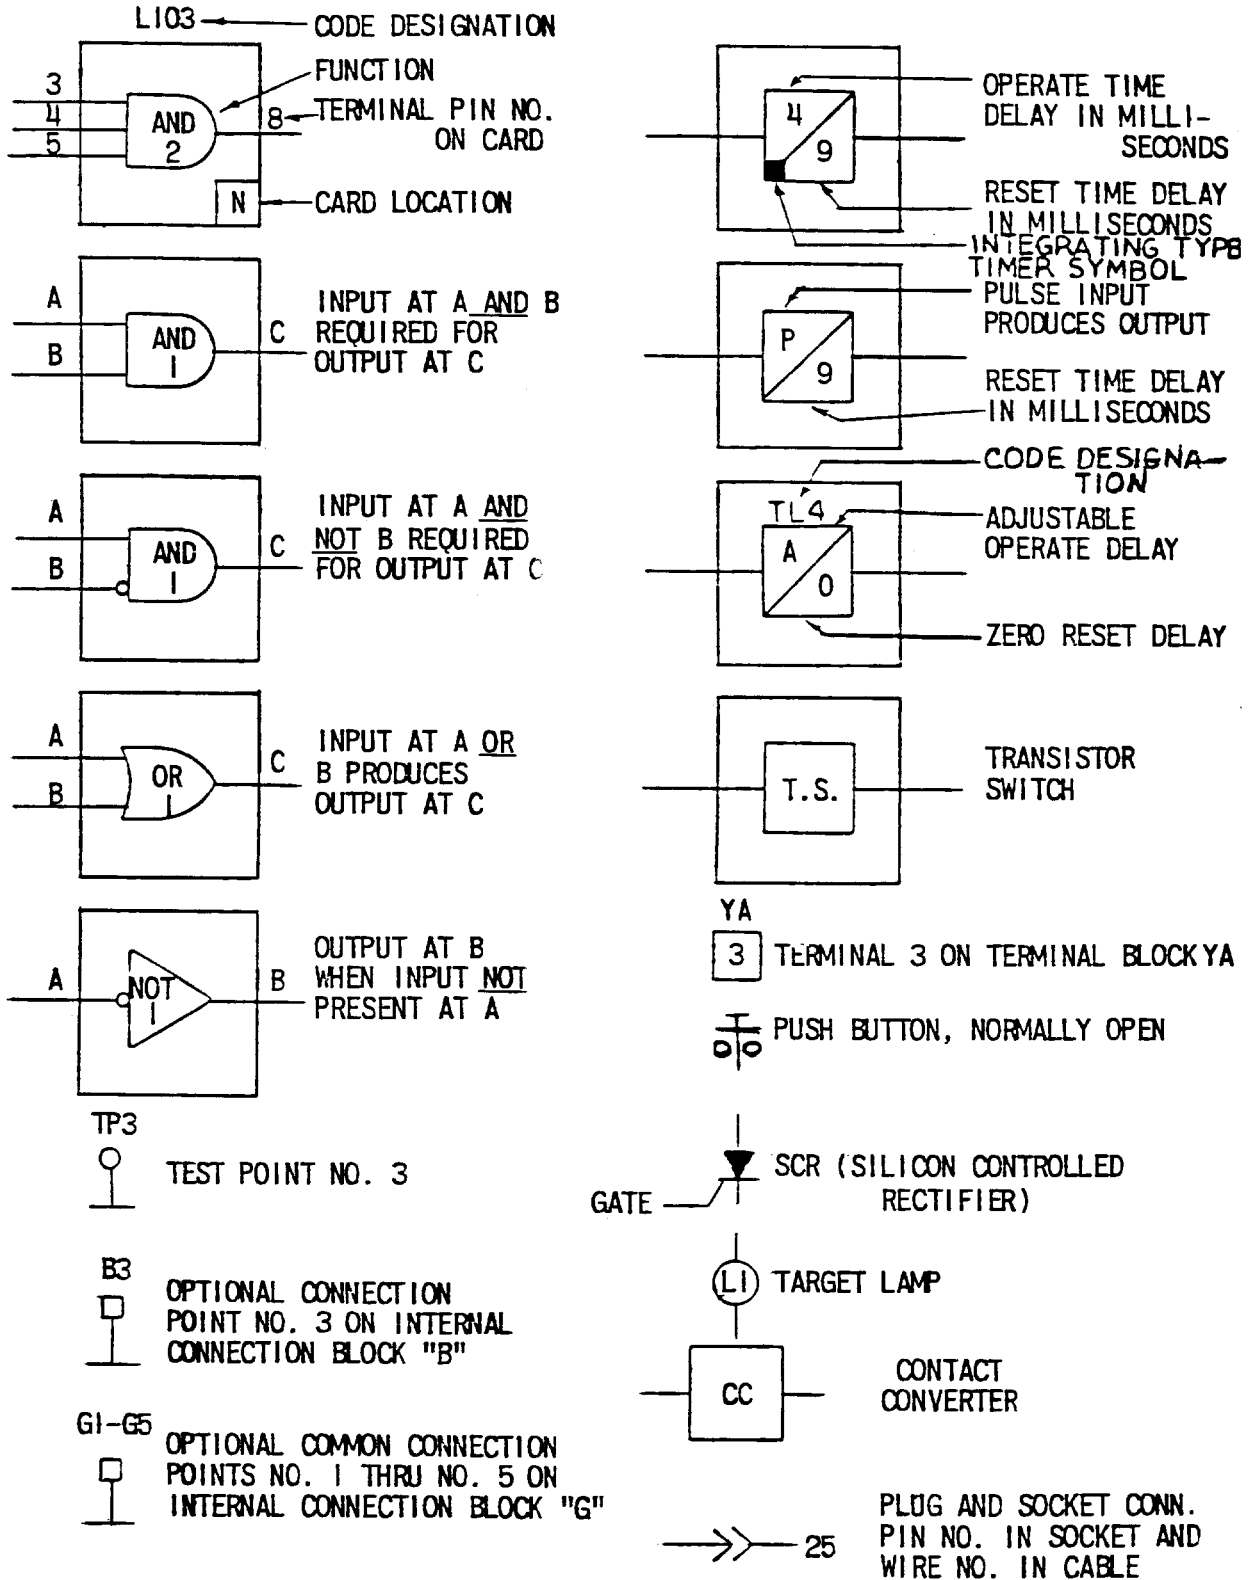 L103
CODE DESIGNATION
FUNCTION
3
4
5
AND
2
8
TERMINAL PIN NO.
ON CARD
N
CARD LOCATION
A
B
AND
1
C
INPUT AT A AND B
REQUIRED FOR
OUTPUT AT C
A
B
AND
1
C
INPUT AT A AND
NOT B REQUIRED
FOR OUTPUT AT C
A
B
OR
1
C
INPUT AT A OR
B PRODUCES
OUTPUT AT C
A
NOT
1
B
OUTPUT AT B
WHEN INPUT NOT
PRESENT AT A
TP3
TEST POINT NO. 3
B3
OPTIONAL CONNECTION
POINT NO. 3 ON INTERNAL
CONNECTION BLOCK "B"
G1-G5
OPTIONAL COMMON CONNECTION
POINTS NO. 1 THRU NO. 5 ON
INTERNAL CONNECTION BLOCK "G"
4
9
OPERATE TIME
DELAY IN MILLI-
SECONDS
RESET TIME DELAY
IN MILLISECONDS
INTEGRATING TYPE
TIMER SYMBOL
P
9
PULSE INPUT
PRODUCES OUTPUT
RESET TIME DELAY
IN MILLISECONDS
CODE DESIGNA-
TION
TL4
A
0
ADJUSTABLE
OPERATE DELAY
ZERO RESET DELAY
T.S.
TRANSISTOR
SWITCH
YA
3 TERMINAL 3 ON TERMINAL BLOCK YA
PUSH BUTTON, NORMALLY OPEN
SCR (SILICON CONTROLLED
RECTIFIER)
GATE
L1 TARGET LAMP
CC
CONTACT
CONVERTER
25
PLUG AND SOCKET CONN.
PIN NO. IN SOCKET AND
WIRE NO. IN CABLE